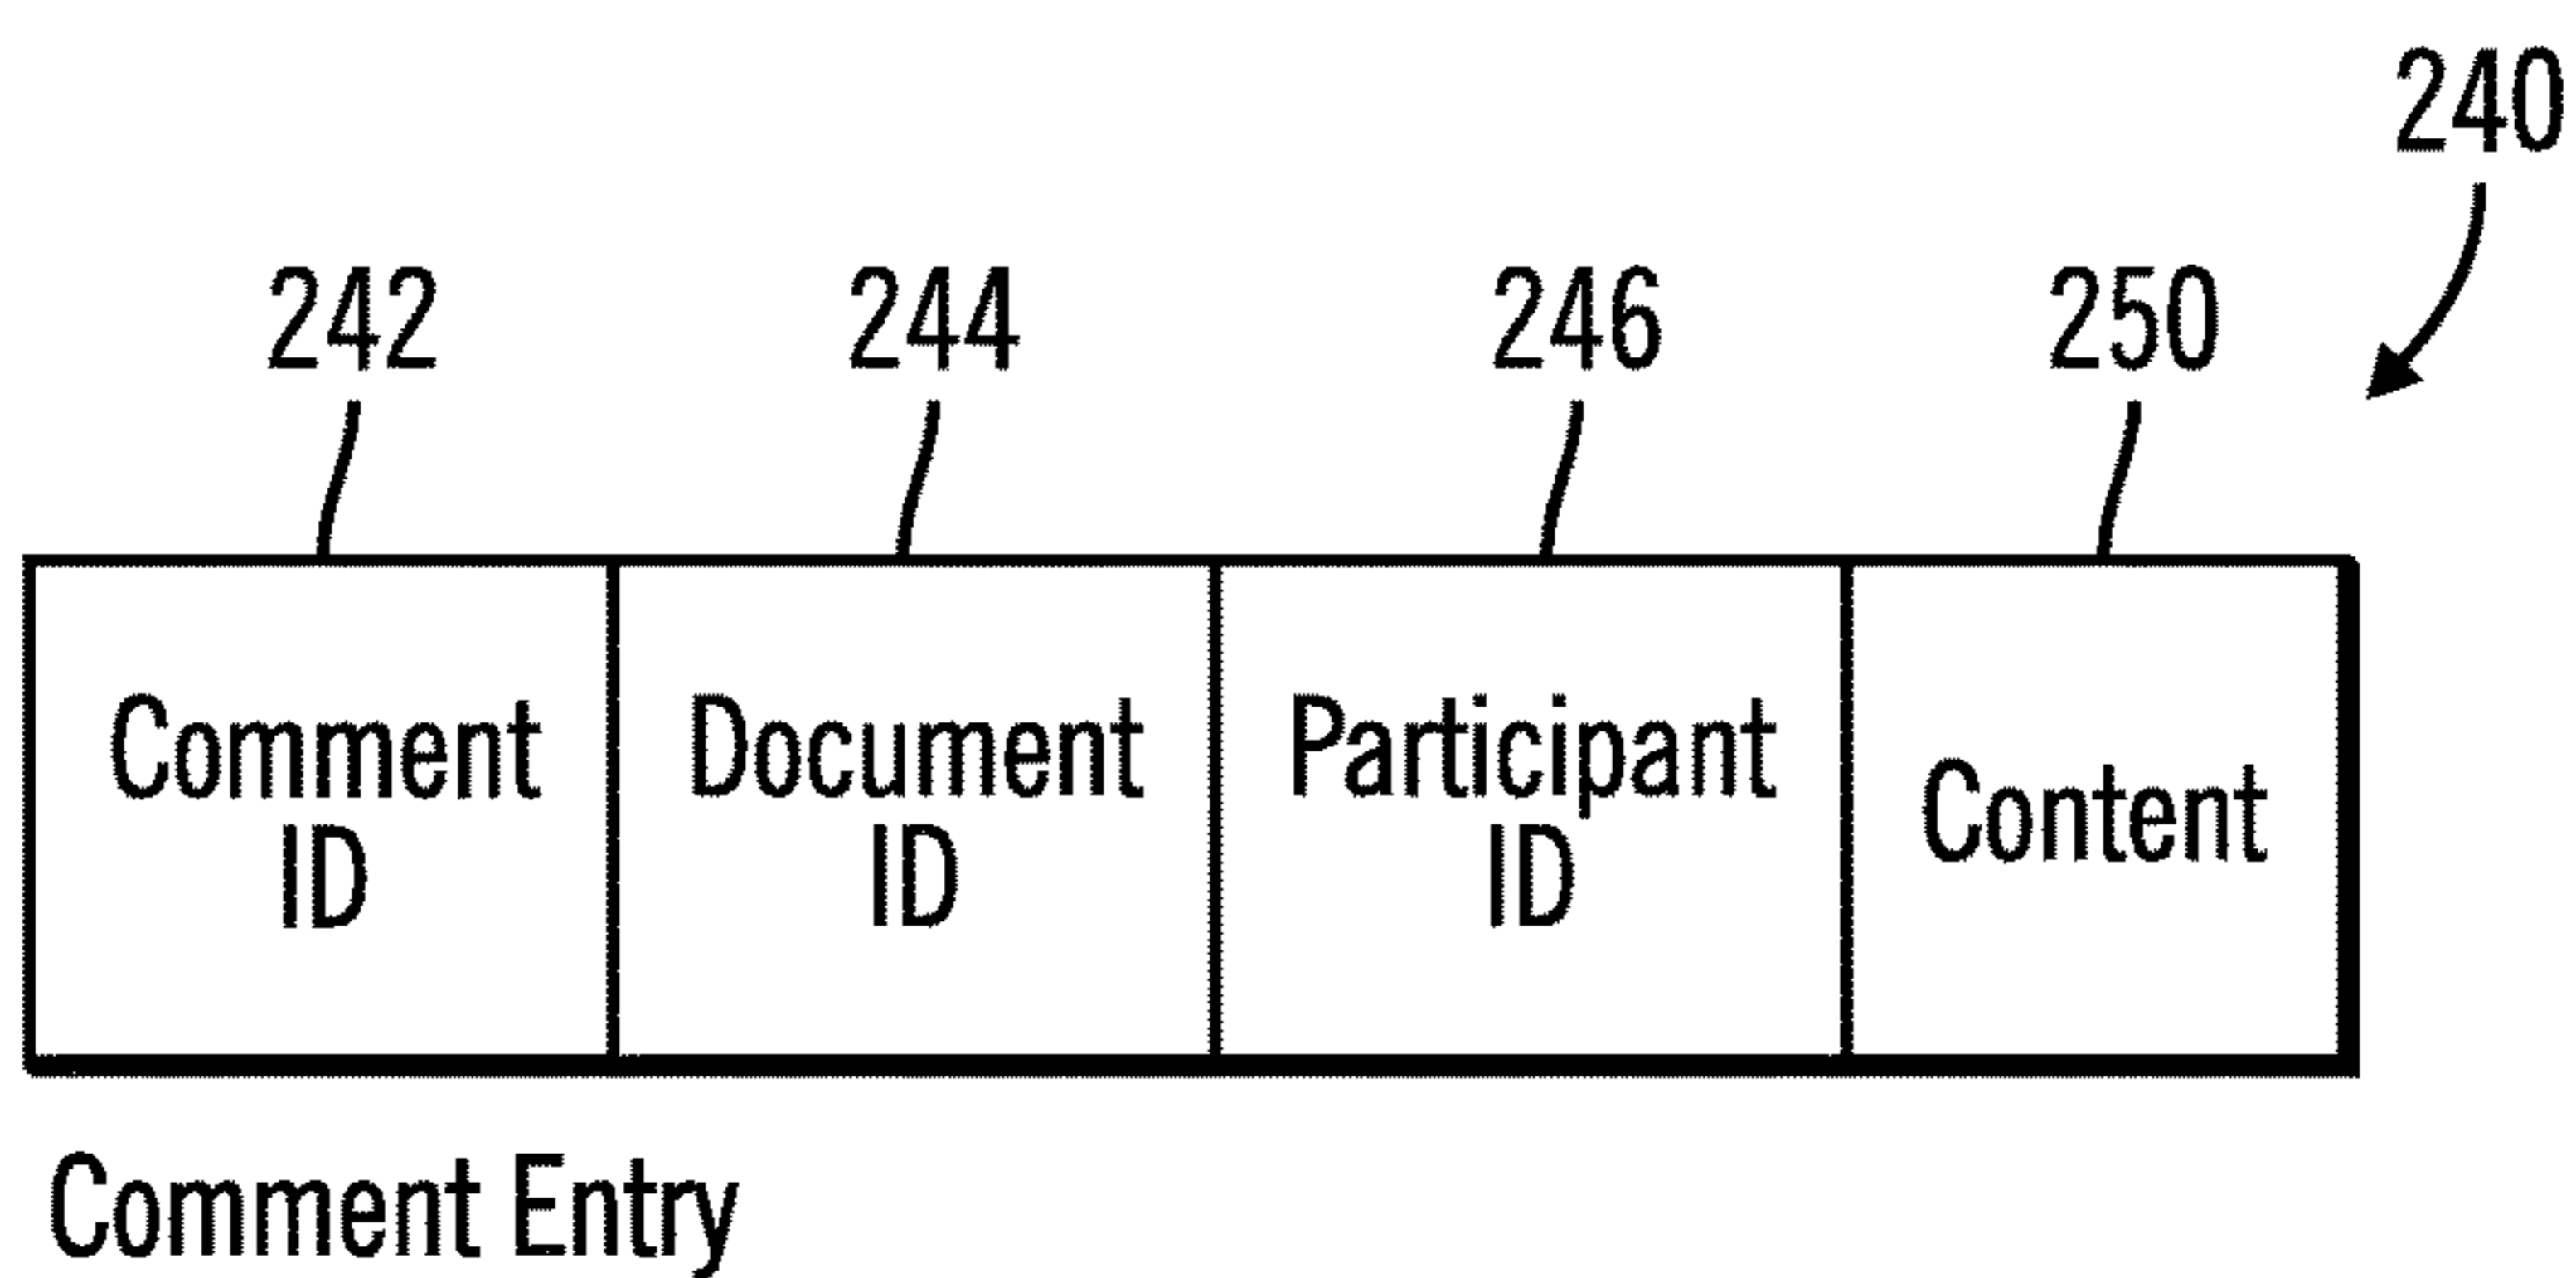 240
242 244 246 250
Comment Document Participant Content
ID ID ID
Comment Entry